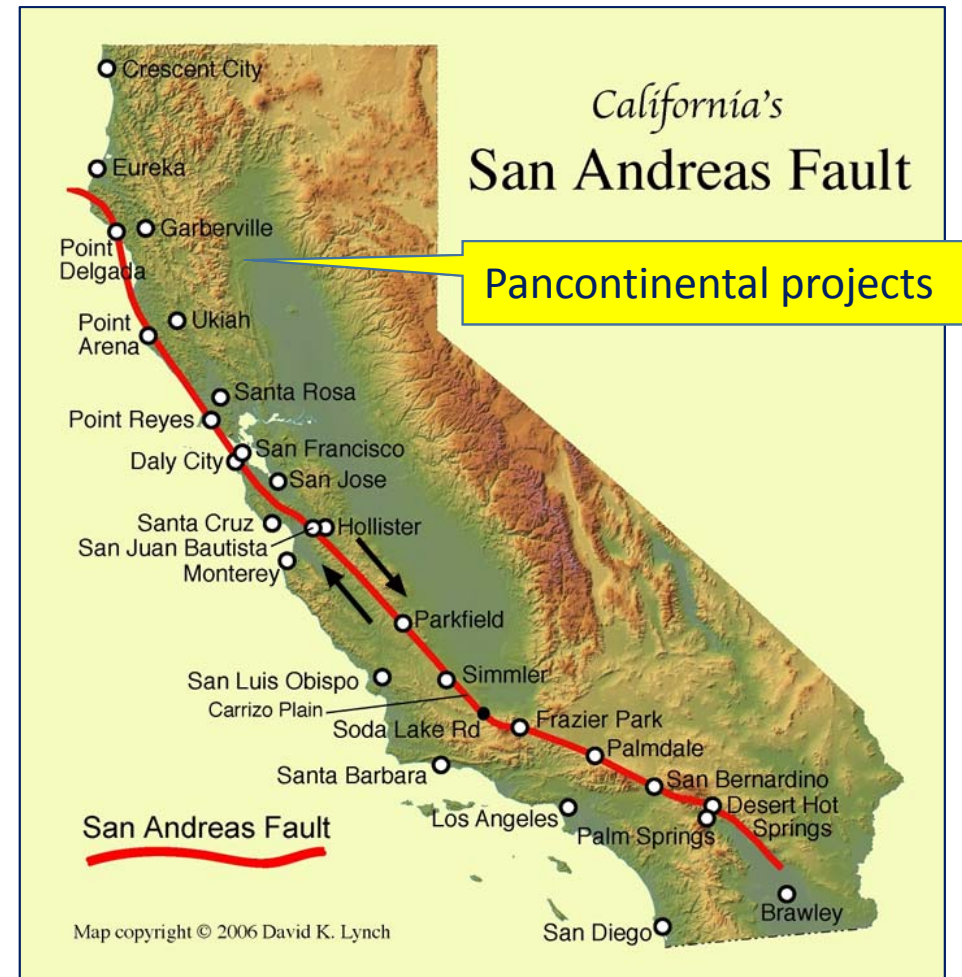 California's
San Andreas Fault
Pancontinental projects
Crescent City
Eureka
Garberville
Point
Delgada
Ukiah
Point
Arena
Santa Rosa
Point Reyes
San Francisco
Daly City
San Jose
Santa Cruz
Hollister
San Juan Bautista
Monterey
Parkfield
San Luis Obispo
Simmler
Carrizo Plain
Soda Lake Rd
Frazier Park
Palmdale
Santa Barbara
San Bernardino
Los Angeles
Desert Hot
Springs
Palm Springs
San Andreas Fault
Brawley
San Diego
Map copyright © 2006 David K. Lynch